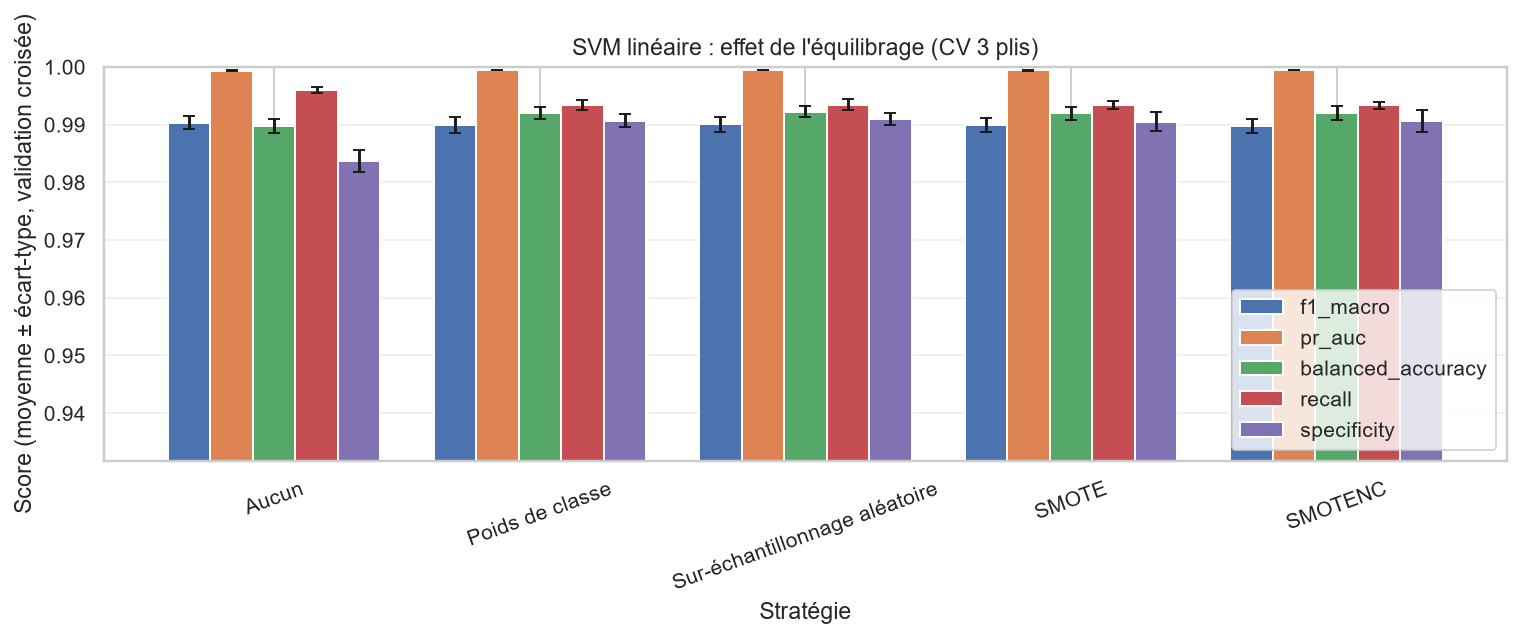 SVM linéaire : effet de l'équilibrage (CV 3 plis)
Score (moyenne ± écart-type, validation croisée)
1.00
0.99
0.98
0.97
0.96
0.95
0.94
f1_macro
pr_auc
balanced_accuracy
recall
specificity
Aucun
Poids de classe
Sur-échantillonnage aléatoire
SMOTE
SMOTENC
Stratégie